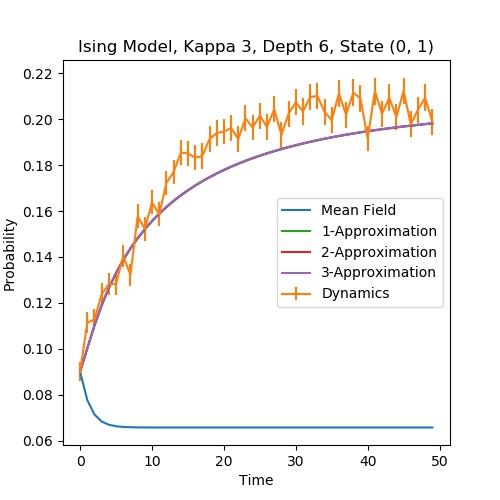 Ising Model, Kappa 3, Depth 6, State (0, 1)
0.22
0.20
0.18
0.16
0.14
0.12
0.10
0.08
0.06
Probability
Mean Field
1-Approximation
2-Approximation
3-Approximation
Dynamics
0 10 20 30 40 50
Time